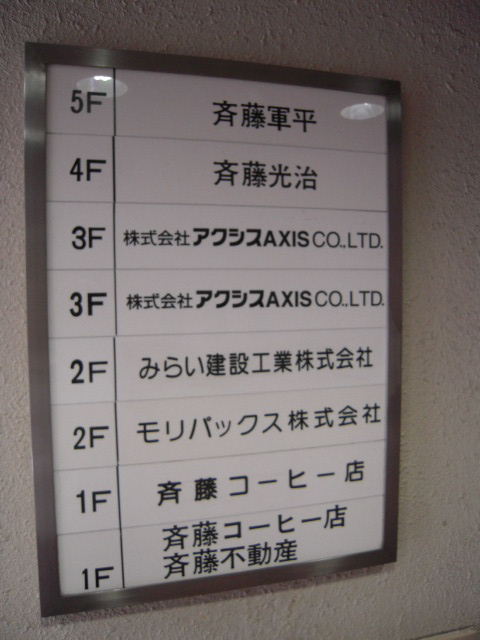 5F 斉藤軍平
4F 斉藤光治
3F 株式会社アクシスAXIS CO.,LTD.
3F 株式会社アクシスAXIS CO.,LTD.
2F みらい建設工業株式会社
2F モリパックス株式会社
1F 斉藤コーヒー店
斉藤コーヒー店
1F 斉藤不動産